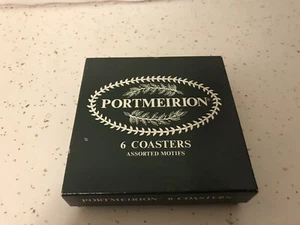 PORTMEIRION
6 COASTERS
ASSORTED MOTIFS
PORTMEIRION 6 COASTERS